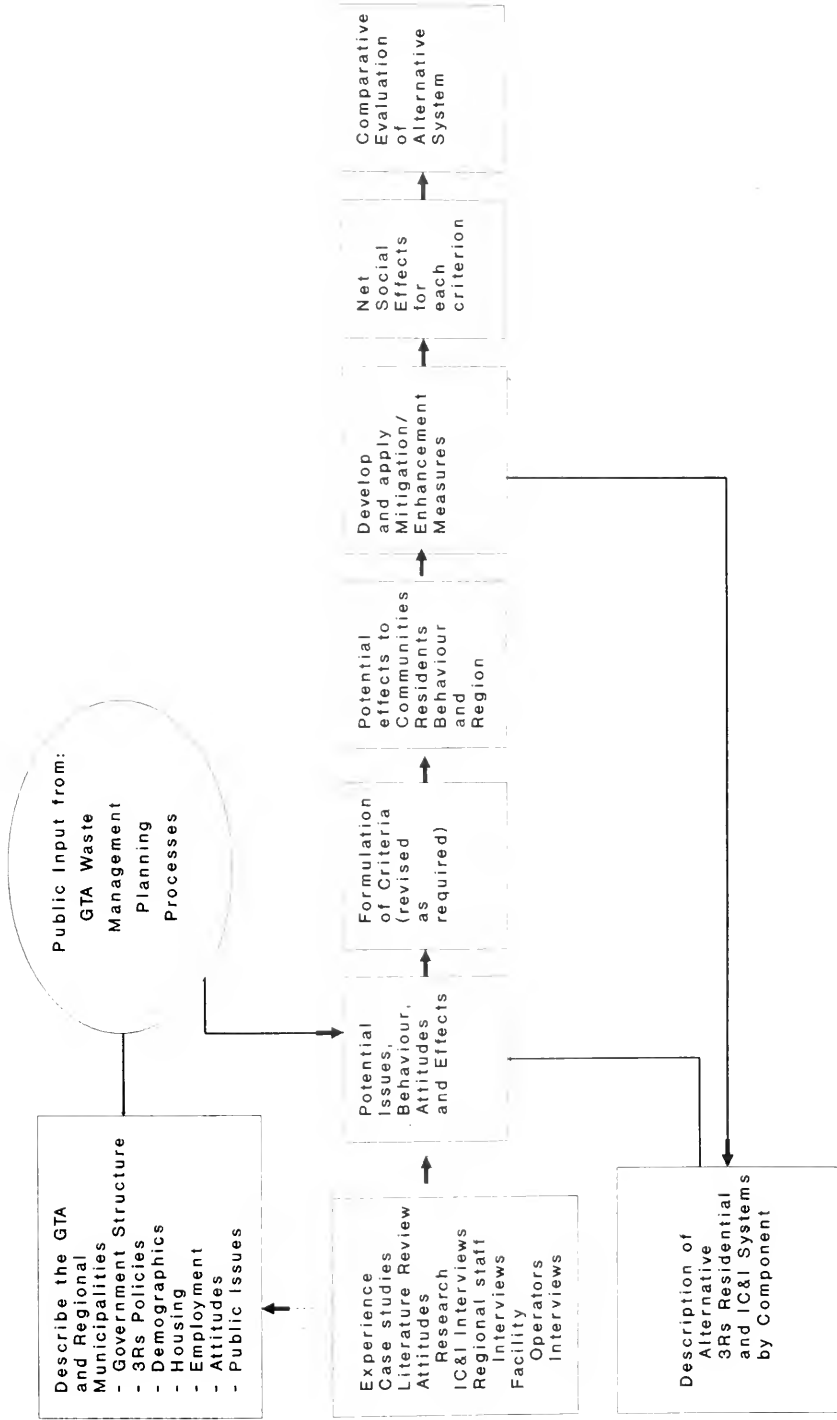 Public Input from:
GTA Waste
Management
Planning
Processes
Describe the GTA
and Regional
Municipalities
- Government Structure
- 3Rs Policies
- Demographics
- Housing
- Employment
- Attitudes
- Public Issues
Experience
Case studies
Literature Review
Attitudes
Research
IC&I Interviews
Regional staff
Interviews
Facility
Operators
Interviews
Potential
Issues,
Behaviour,
Attitudes
and Effects
Formulation
of Criteria
(revised
as
required)
Potential
effects to
Communities
Residents
Behaviour
and
Region
Develop
and apply
Mitigation/
Enhancement
Measures
Net
Social
Effects
for
each
criterion
Comparative
Evaluation
of
Alternative
System
Description of
Alternative
3Rs Residential
and IC&I Systems
by Component